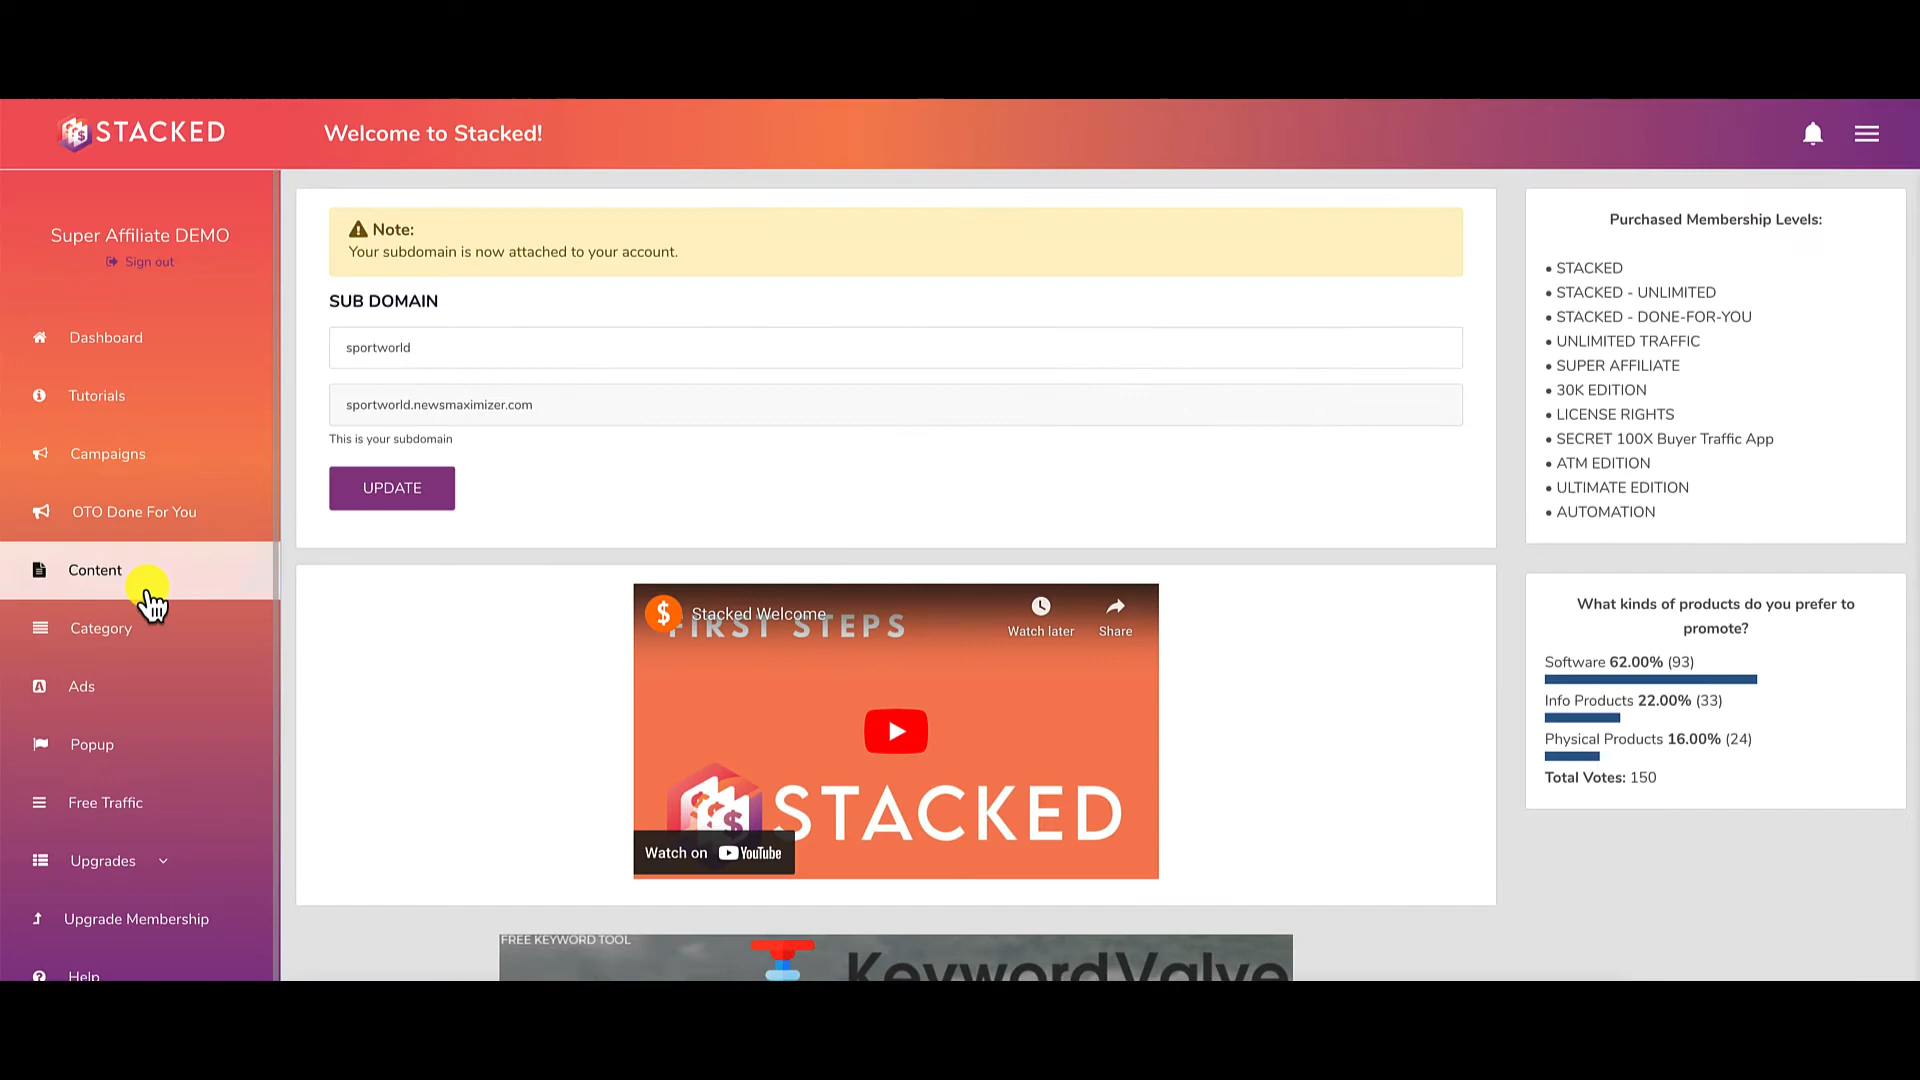 STACKED
Welcome to Stacked!
Super Affiliate DEMO
Sign out
Dashboard
Tutorials
Campaigns
OTO Done For You
Content
Category
Ads
Popup
Free Traffic
Upgrades
Upgrade Membership
Help
Note:
Your subdomain is now attached to your account.
SUB DOMAIN
sportworld
sportworld.newsmaximizer.com
This is your subdomain
UPDATE
Stacked Welcome
FIRST STEPS
Watch later
Share
STACKED
Watch on YouTube
FREE KEYWORD TOOL
KeywordValve
Purchased Membership Levels:
• STACKED
• STACKED - UNLIMITED
• STACKED - DONE-FOR-YOU
• UNLIMITED TRAFFIC
• SUPER AFFILIATE
• 30K EDITION
• LICENSE RIGHTS
• SECRET 100X Buyer Traffic App
• ATM EDITION
• ULTIMATE EDITION
• AUTOMATION
What kinds of products do you prefer to
promote?
Software 62.00% (93)
Info Products 22.00% (33)
Physical Products 16.00% (24)
Total Votes: 150